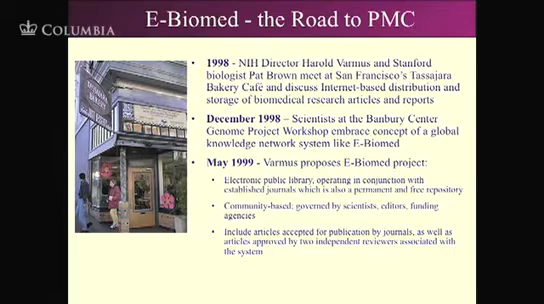 COLUMBIA
E-Biomed - the Road to PMC
• 1998 - NIH Director Harold Varmus and Stanford
biologist Pat Brown meet at San Francisco's Tassajara
Bakery Café and discuss Internet-based distribution and
storage of biomedical research articles and reports
• December 1998 – Scientists at the Banbury Center
Genome Project Workshop embrace concept of a global
knowledge network system like E-Biomed
• May 1999 - Varmus proposes E-Biomed project:
• Electronic public library, operating in conjunction with
established journals which is also a permanent and free repository
• Community-based; governed by scientists, editors, funding
agencies
• Include articles accepted for publication by journals, as well as
articles approved by two independent reviewers associated with
the system